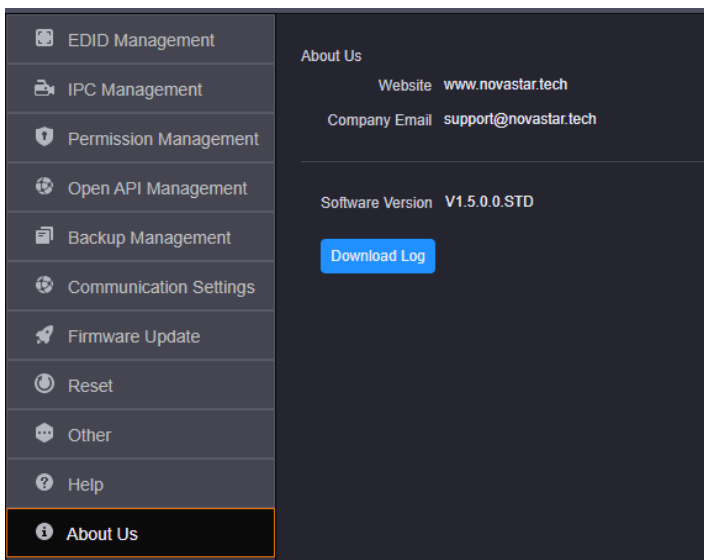 EDID Management
IPC Management
Permission Management
Open API Management
Backup Management
Communication Settings
Firmware Update
Reset
Other
Help
About Us
About Us
Website www.novastar.tech
Company Email support@novastar.tech
Software Version V1.5.0.0.STD
Download Log